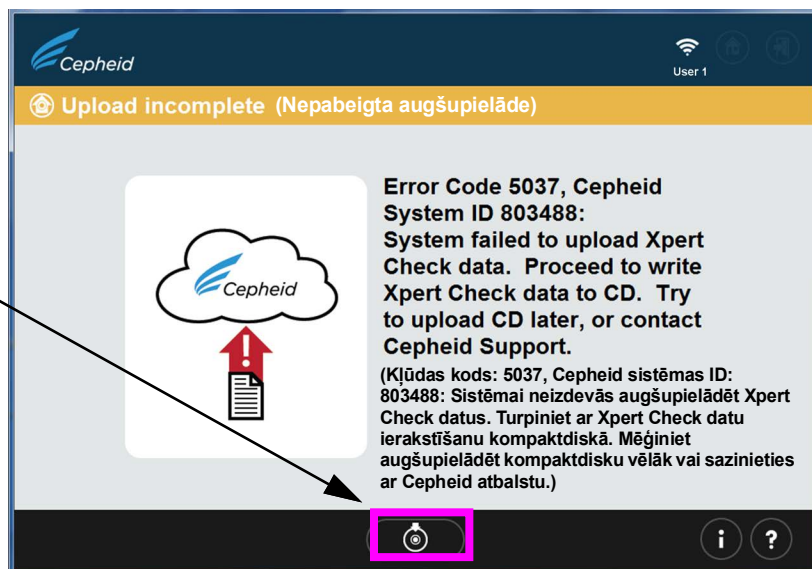 Cepheid
User 1
Upload incomplete (Nepabeigta augšupielāde)
Error Code 5037, Cepheid
System ID 803488:
System failed to upload Xpert
Check data. Proceed to write
Xpert Check data to CD. Try
to upload CD later, or contact
Cepheid Support.
(Kļūdas kods: 5037, Cepheid sistēmas ID:
803488: Sistēmai neizdevās augšupielādēt Xpert
Check datus. Turpiniet ar Xpert Check datu
ierakstīšanu kompaktdiskā. Mēģiniet
augšupielādēt kompaktdisku vēlāk vai sazinieties
ar Cepheid atbalstu.)
Cepheid
!
i ?